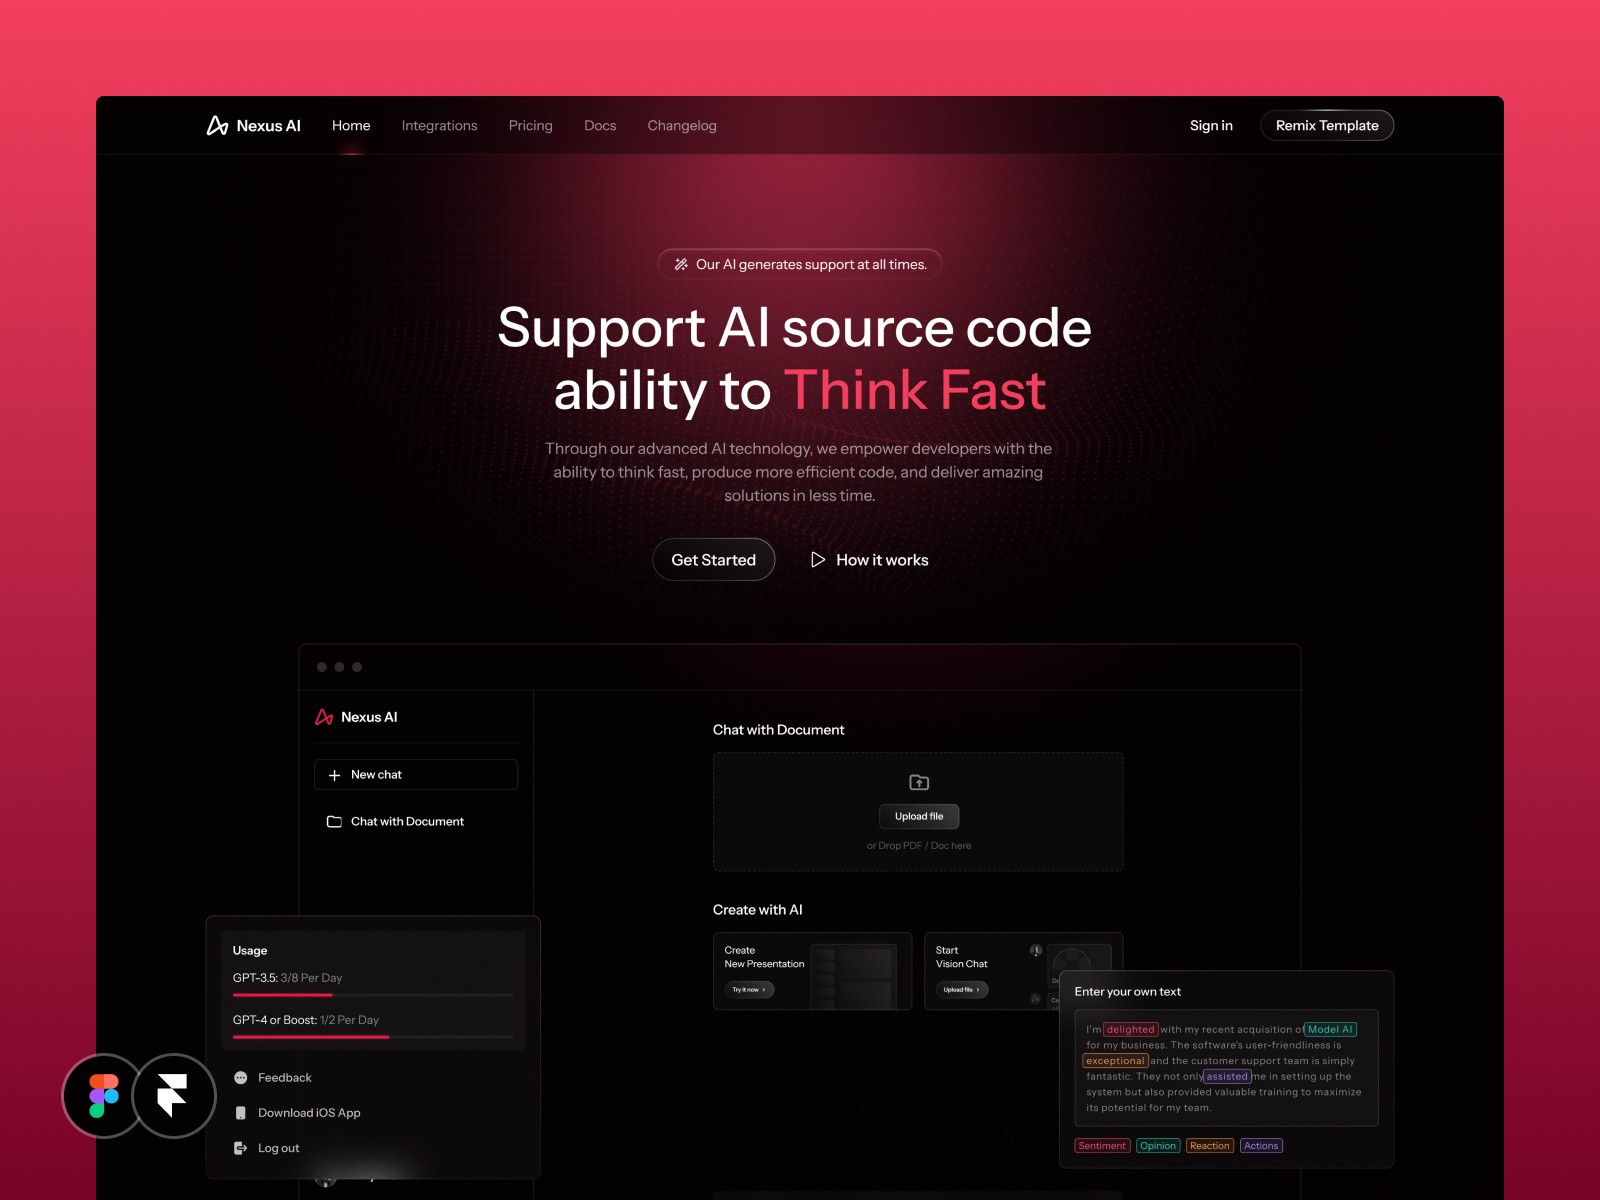 Nexus AI
Home
Integrations
Pricing
Docs
Changelog
Sign in
Remix Template
Our AI generates support at all times.
Support AI source code
ability to Think Fast
Through our advanced AI technology, we empower developers with the
ability to think fast, produce more efficient code, and deliver amazing
solutions in less time.
Get Started
How it works
Nexus AI
New chat
Chat with Document
Chat with Document
Upload file
or Drop PDF / Doc here
Create with AI
Create
New Presentation
Try it now
Start
Vision Chat
Upload file
Usage
GPT-3.5: 3/8 Per Day
GPT-4 or Boost: 1/2 Per Day
Feedback
Download iOS App
Log out
Enter your own text
I'm delighted with my recent acquisition of Model AI
for my business. The software's user-friendliness is
exceptional and the customer support team is simply
fantastic. They not only assisted me in setting up the
system but also provided valuable training to maximize
its potential for my team.
Sentiment
Opinion
Reaction
Actions